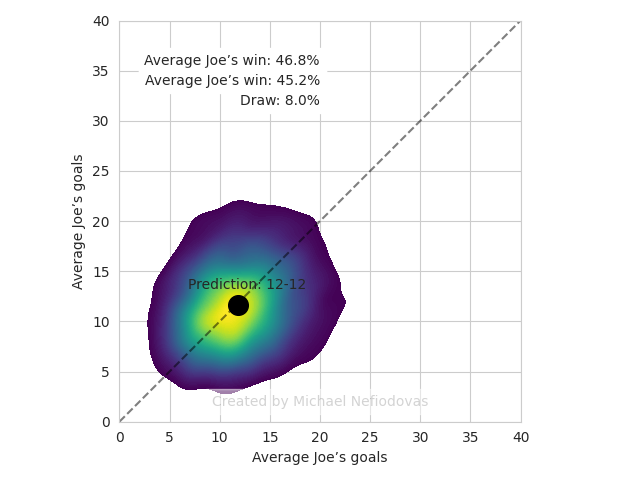 40
Average Joe’s win: 46.8%
35
Average Joe’s win: 45.2%
Draw: 8.0%
30
25
20
15
10
5
0
Average Joe’s goals
Prediction: 12-12
Created by Michael Nefiodovas
0 5 10 15 20 25 30 35 40
Average Joe’s goals